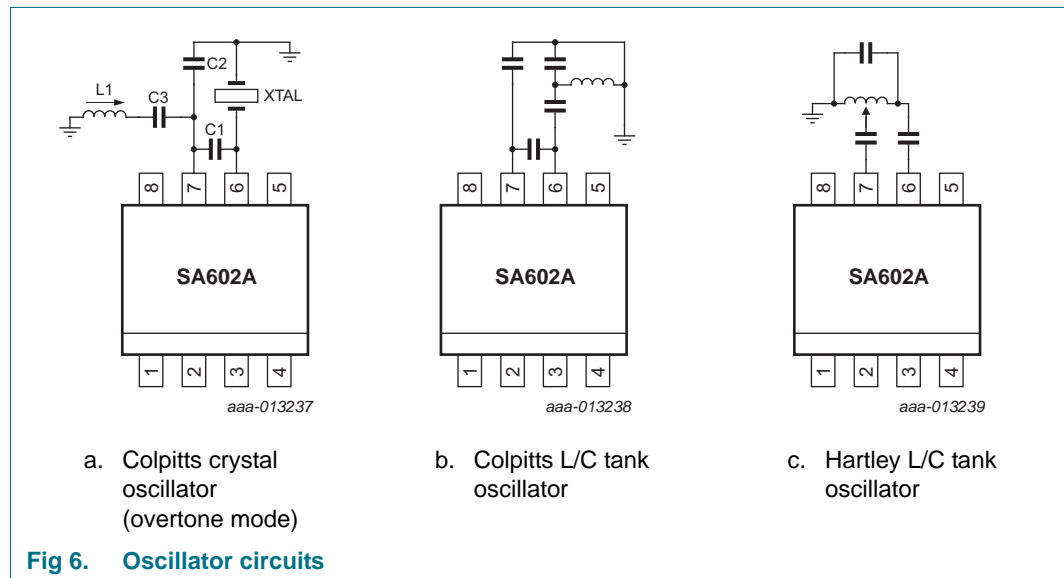 C2
L1
C3
XTAL
C1
8 7 6 5
SA602A
1 2 3 4
aaa-013237
8 7 6 5
SA602A
1 2 3 4
aaa-013238
8 7 6 5
SA602A
1 2 3 4
aaa-013239
a. Colpitts crystal
oscillator
(overtone mode)
b. Colpitts L/C tank
oscillator
c. Hartley L/C tank
oscillator
Fig 6. Oscillator circuits